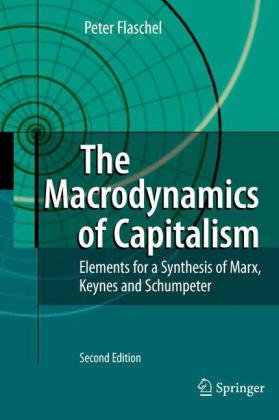 Peter Flaschel
The
Macrodynamics
of Capitalism
Elements for a Synthesis of Marx,
Keynes and Schumpeter
Second Edition
Springer